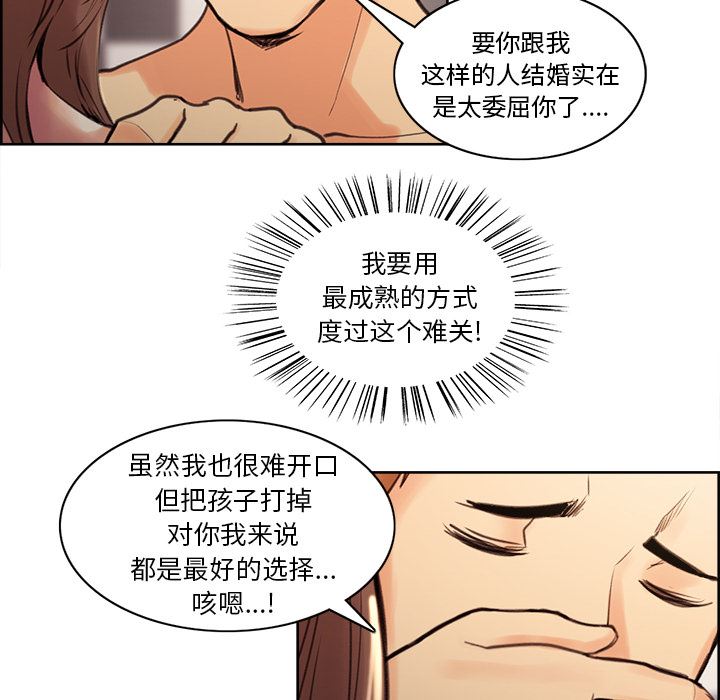 要你跟我
这样的人结婚实在
是太委屈你了....
我要用
最成熟的方式
度过这个难关!
虽然我也很难开口
但把孩子打掉
对你我来说
都是最好的选择...
咳嗯...!